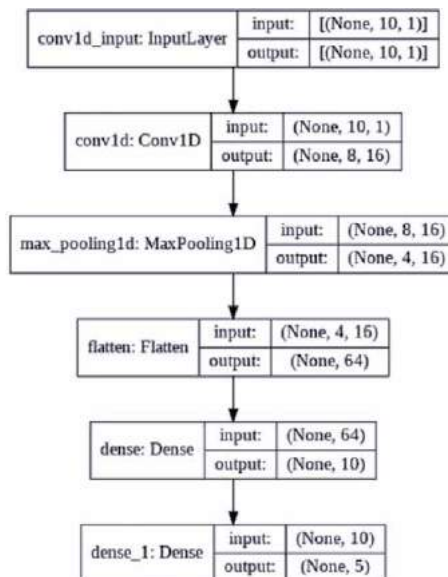 conv1d_input: InputLayer
input: [(None, 10, 1)]
output: [(None, 10, 1)]
conv1d: Conv1D
input: (None, 10, 1)
output: (None, 8, 16)
max_pooling1d: MaxPooling1D
input: (None, 8, 16)
output: (None, 4, 16)
flatten: Flatten
input: (None, 4, 16)
output: (None, 64)
dense: Dense
input: (None, 64)
output: (None, 10)
dense_1: Dense
input: (None, 10)
output: (None, 5)